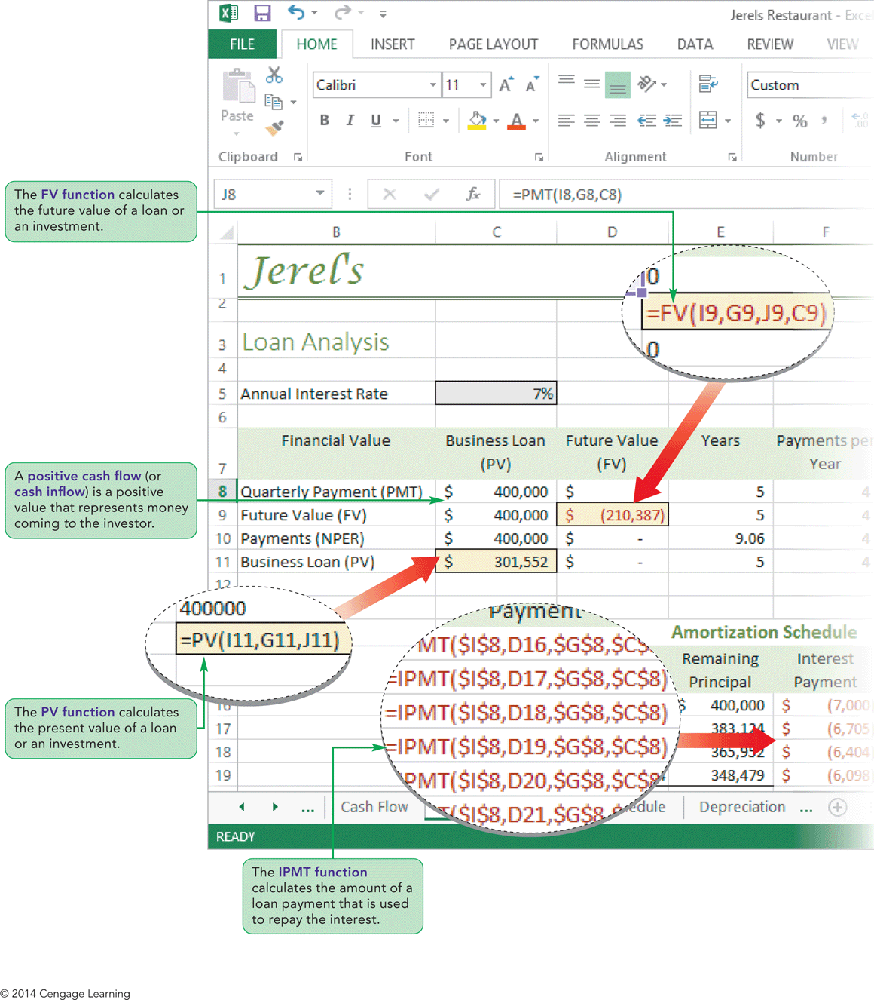 Jerels Restaurant - Exce
FILE HOME INSERT PAGE LAYOUT FORMULAS DATA REVIEW VIEW
Calibri 11 Custom
Paste B I U A $ %
Clipboard Font Alignment Number
J8 fx =PMT(I8,G8,C8)
The FV function calculates
the future value of a loan or
an investment.
B C D E F
1 Jerel's
2
3 Loan Analysis
4
5 Annual Interest Rate 7%
6
0
=FV(I9,G9,J9,C9)
0
7 Financial Value Business Loan (PV) Future Value (FV) Years Payments per Year
8 Quarterly Payment (PMT) $ 400,000 $ 5 4
9 Future Value (FV) $ 400,000 $ (210,387) 5 4
10 Payments (NPER) $ 400,000 $ - 9.06 4
11 Business Loan (PV) $ 301,552 $ - 5 4
12
A positive cash flow (or
cash inflow) is a positive
value that represents money
coming to the investor.
400000
=PV(I11,G11,J11)
The PV function calculates
the present value of a loan
or an investment.
Payment
MT($I$8,D16,$G$8,$C$
=IPMT($I$8,D17,$G$8,$C$8)
=IPMT($I$8,D18,$G$8,$C$8)
=IPMT($I$8,D19,$G$8,$C$8)
PMT($I$8,D20,$G$8,$C$8
T($I$8,D21,$G$8,
Amortization Schedule
Remaining Principal Interest Payment
16 $ 400,000 $ (7,000)
17 383,124 $ (6,705)
18 365,952 $ (6,404)
19 348,479 $ (6,098)
... Cash Flow edule Depreciation ...
READY
The IPMT function
calculates the amount of a
loan payment that is used
to repay the interest.
© 2014 Cengage Learning